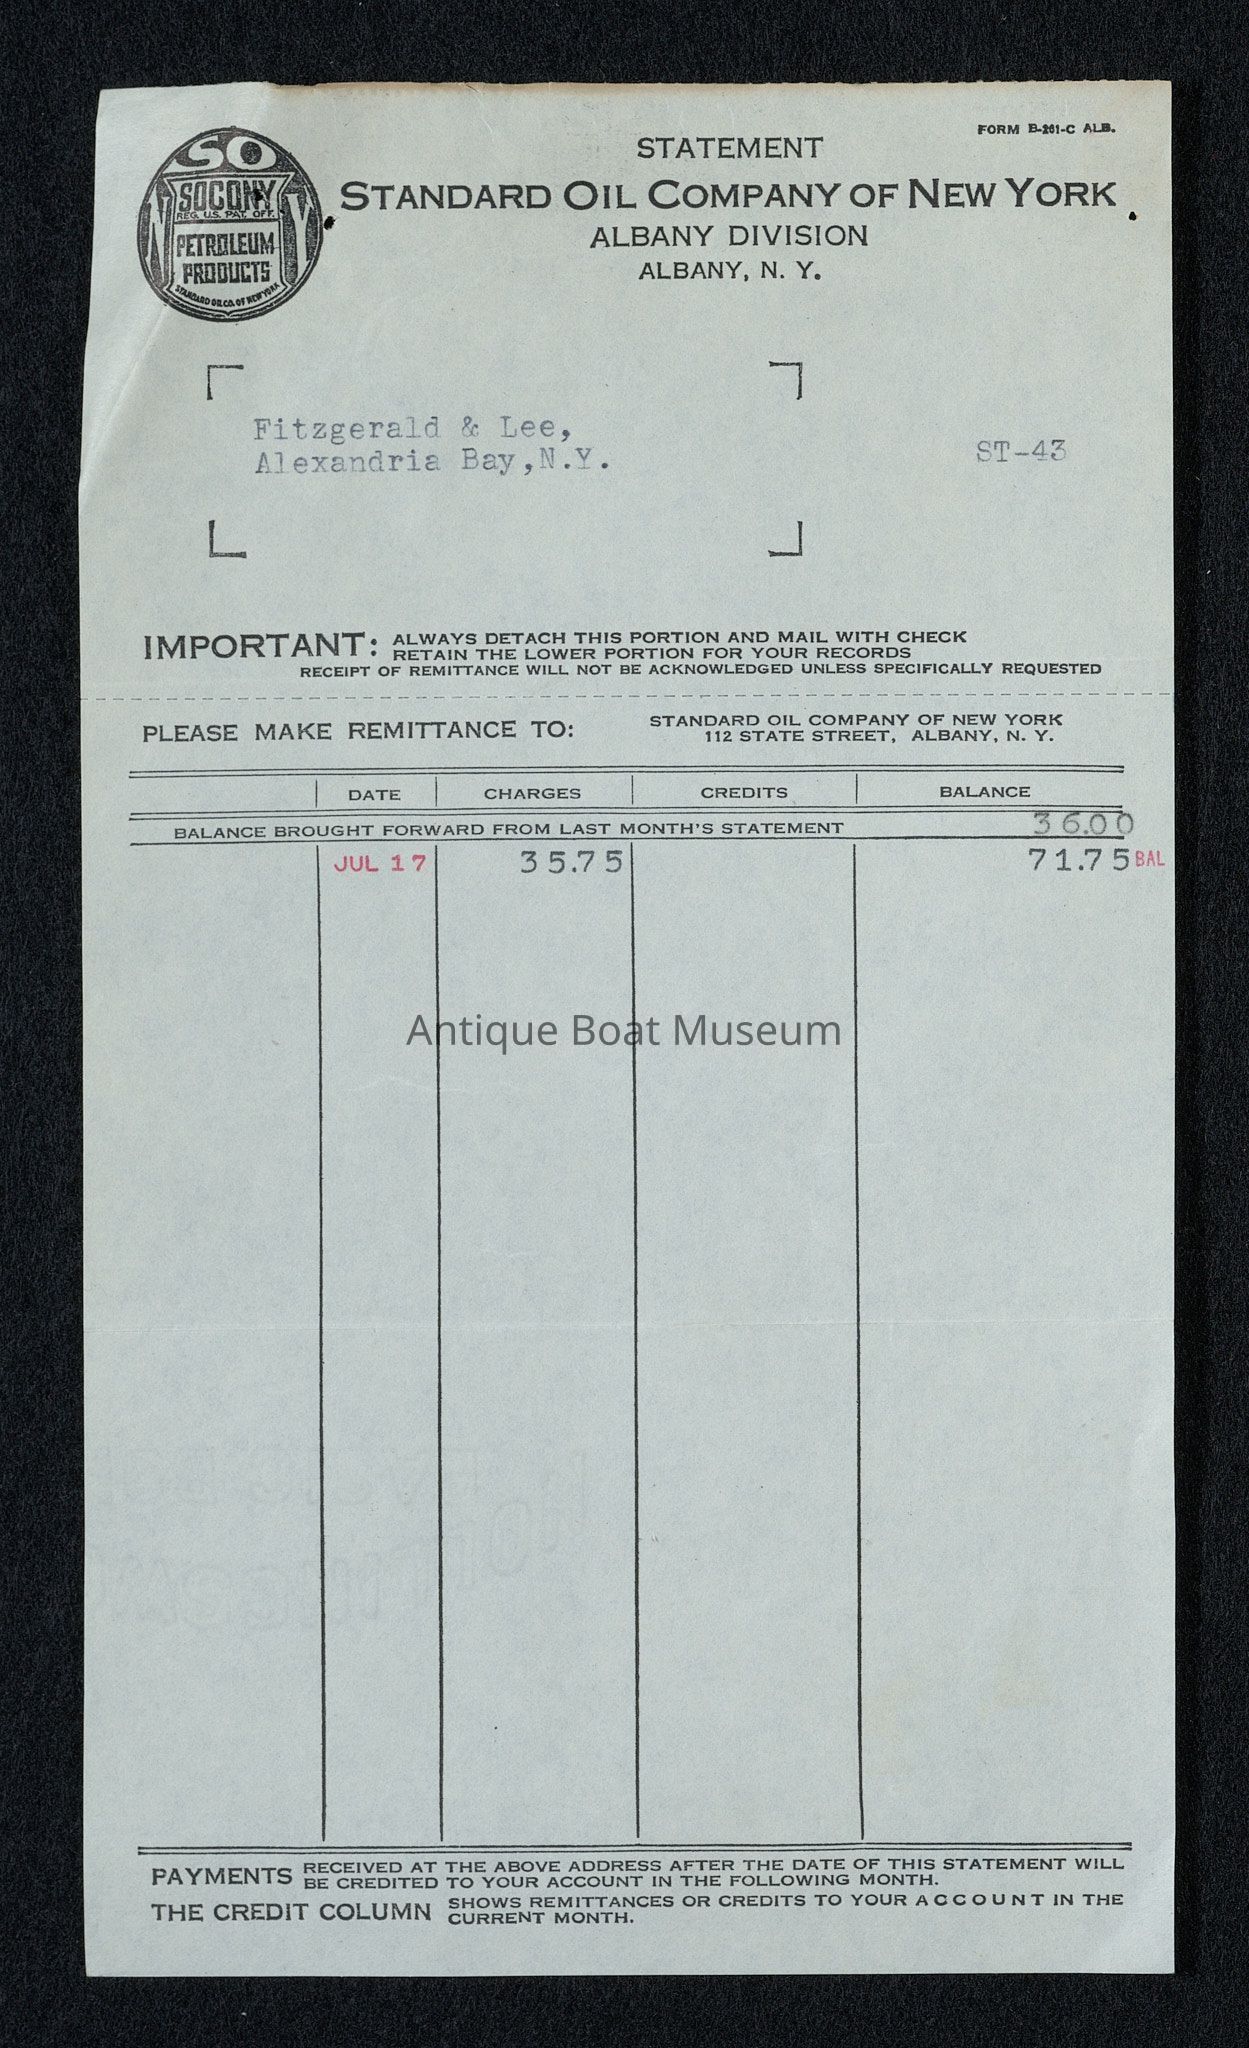 FORM B-261-C ALB.
SO
NY
SOCONY
REG. U.S. PAT. OFF.
PETROLEUM
PRODUCTS
STANDARD OIL CO. OF NEW YORK
STATEMENT
STANDARD OIL COMPANY OF NEW YORK
ALBANY DIVISION
ALBANY, N. Y.
Fitzgerald & Lee,
Alexandria Bay, N.Y.
ST-43
IMPORTANT: ALWAYS DETACH THIS PORTION AND MAIL WITH CHECK
RETAIN THE LOWER PORTION FOR YOUR RECORDS
RECEIPT OF REMITTANCE WILL NOT BE ACKNOWLEDGED UNLESS SPECIFICALLY REQUESTED
PLEASE MAKE REMITTANCE TO: STANDARD OIL COMPANY OF NEW YORK
112 STATE STREET, ALBANY, N. Y.
DATE CHARGES CREDITS BALANCE
BALANCE BROUGHT FORWARD FROM LAST MONTH'S STATEMENT 36.00
JUL 17 35.75 71.75 BAL
Antique Boat Museum
PAYMENTS RECEIVED AT THE ABOVE ADDRESS AFTER THE DATE OF THIS STATEMENT WILL
BE CREDITED TO YOUR ACCOUNT IN THE FOLLOWING MONTH.
THE CREDIT COLUMN SHOWS REMITTANCES OR CREDITS TO YOUR ACCOUNT IN THE
CURRENT MONTH.